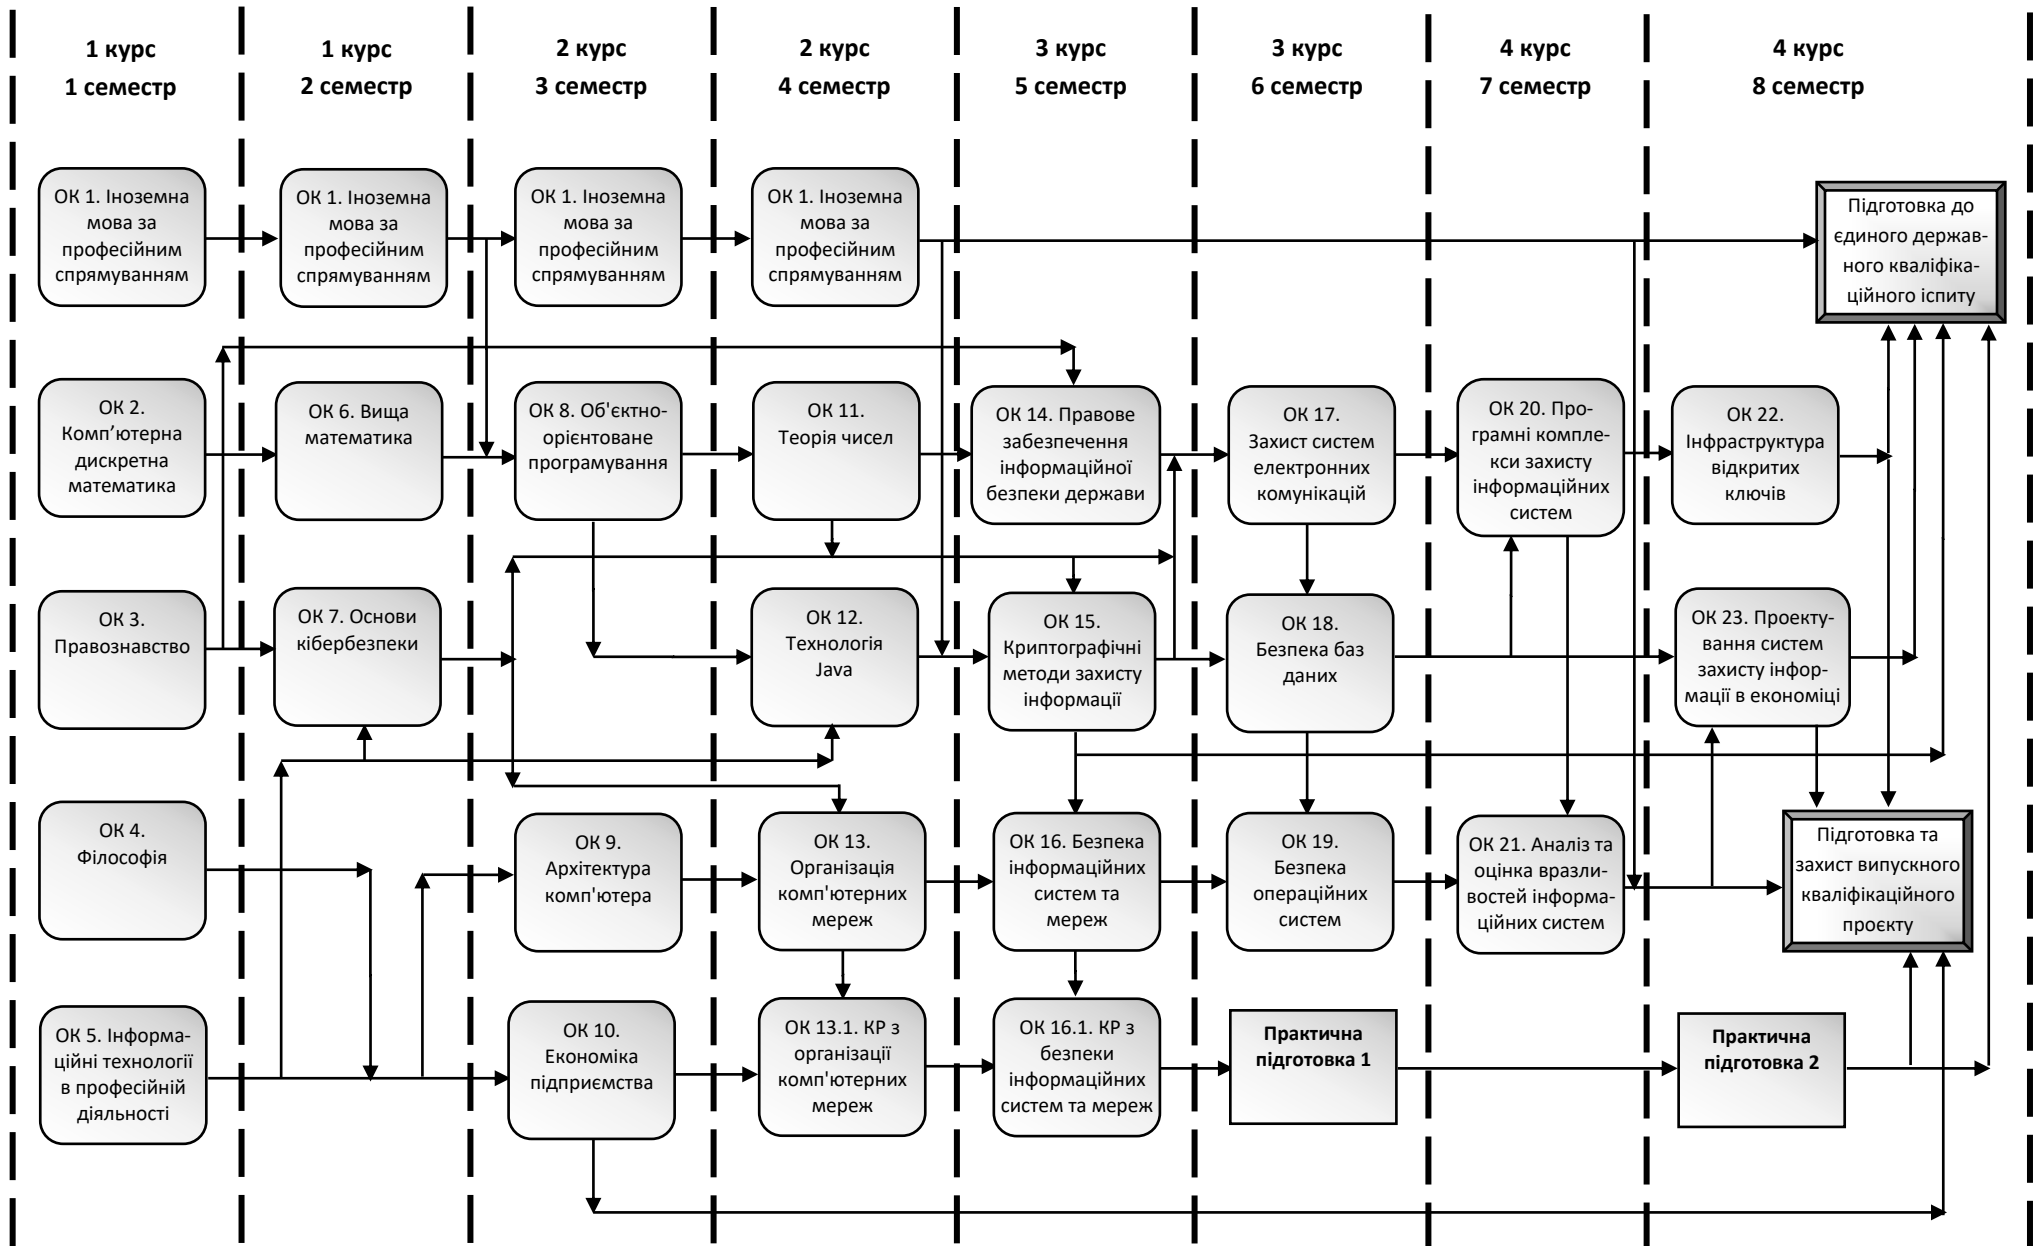 1 курс
1 семестр
1 курс
2 семестр
2 курс
3 семестр
2 курс
4 семестр
3 курс
5 семестр
3 курс
6 семестр
4 курс
7 семестр
4 курс
8 семестр
ОК 1. Іноземна
мова за
професійним
спрямуванням
ОК 1. Іноземна
мова за
професійним
спрямуванням
ОК 1. Іноземна
мова за
професійним
спрямуванням
ОК 1. Іноземна
мова за
професійним
спрямуванням
Підготовка до
єдиного держав-
ного кваліфіка-
ційного іспиту
ОК 2.
Комп’ютерна
дискретна
математика
ОК 6. Вища
математика
ОК 8. Об'єктно-
орієнтоване
програмування
ОК 11.
Теорія чисел
ОК 14. Правове
забезпечення
інформаційної
безпеки держави
ОК 17.
Захист систем
електронних
комунікацій
ОК 20. Про-
грамні компле-
кси захисту
інформаційних
систем
ОК 22.
Інфраструктура
відкритих
ключів
ОК 3.
Правознавство
ОК 7. Основи
кібербезпеки
ОК 12.
Технологія
Java
ОК 15.
Криптографічні
методи захисту
інформації
ОК 18.
Безпека баз
даних
ОК 23. Проекту-
вання систем
захисту інфор-
мації в економіці
ОК 4.
Філософія
ОК 9.
Архітектура
комп'ютера
ОК 13.
Організація
комп'ютерних
мереж
ОК 16. Безпека
інформаційних
систем та
мереж
ОК 19.
Безпека
операційних
систем
ОК 21. Аналіз та
оцінка вразли-
востей інформа-
ційних систем
Підготовка та
захист випускного
кваліфікаційного
проєкту
ОК 5. Інформа-
ційні технології
в професійній
діяльності
ОК 10.
Економіка
підприємства
ОК 13.1. КР з
організації
комп'ютерних
мереж
ОК 16.1. КР з
безпеки
інформаційних
систем та мереж
Практична
підготовка 1
Практична
підготовка 2